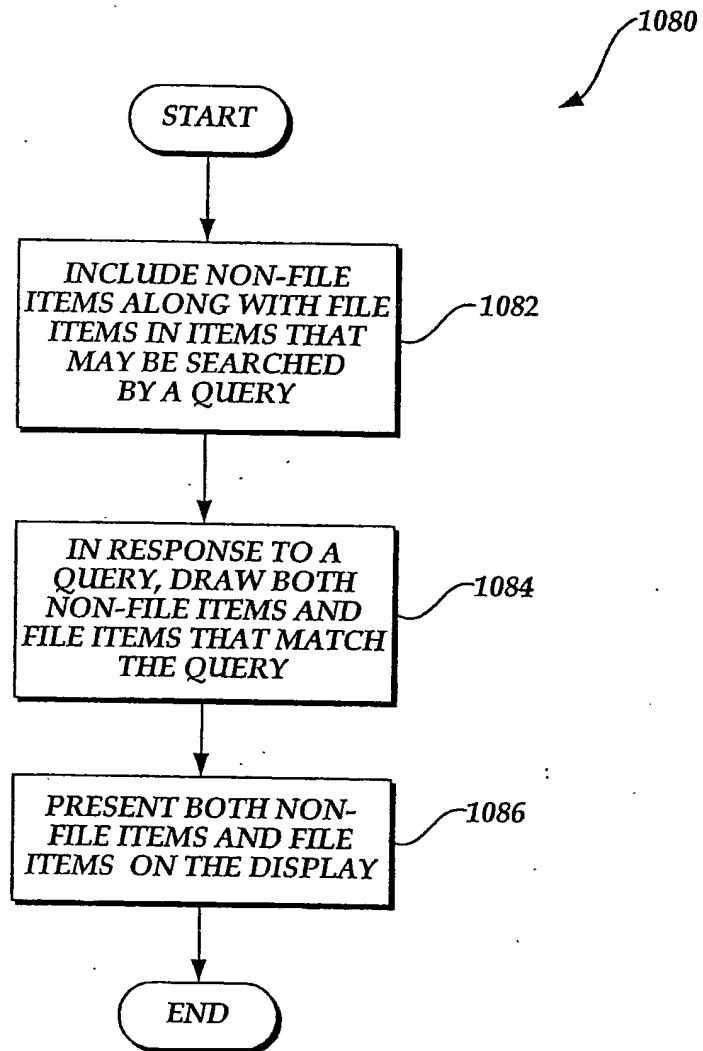 1080
START
INCLUDE NON-FILE
ITEMS ALONG WITH FILE
ITEMS IN ITEMS THAT
MAY BE SEARCHED
BY A QUERY
1082
IN RESPONSE TO A
QUERY, DRAW BOTH
NON-FILE ITEMS AND
FILE ITEMS THAT MATCH
THE QUERY
1084
PRESENT BOTH NON-
FILE ITEMS AND FILE
ITEMS ON THE DISPLAY
1086
END